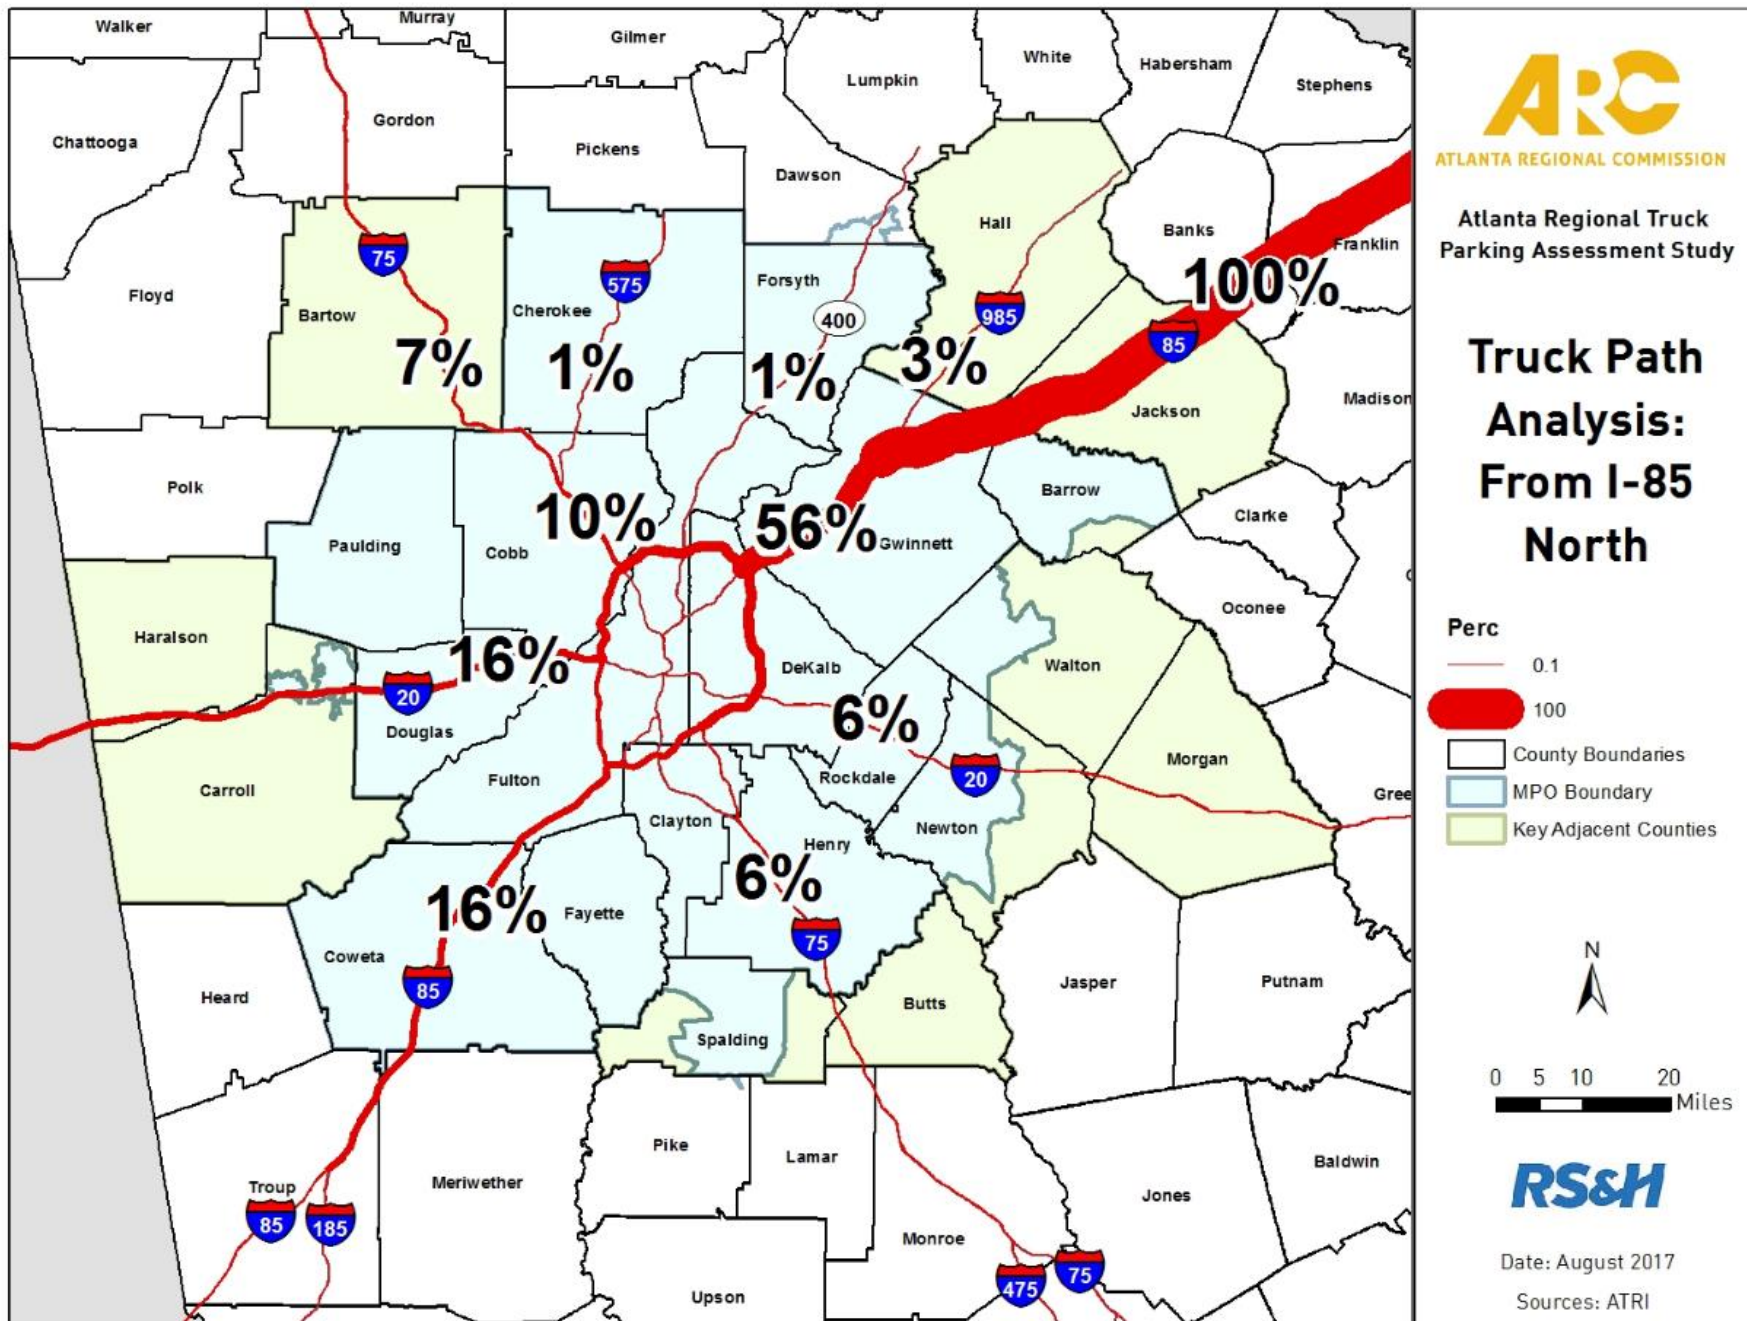 Walker
Murray
Gilmer
Lumpkin
White
Habersham
Stephens
Chattooga
Gordon
Pickens
Dawson
Hall
Banks
Franklin
100%
75
575
985
Floyd
Bartow
Cherokee
Forsyth
400
85
7%
1%
1%
3%
Jackson
Madison
Polk
Barrow
Clarke
10%
56%
Paulding
Cobb
Gwinnett
Oconee
Haralson
16%
DeKalb
Walton
20
6%
Douglas
Morgan
Carroll
Fulton
Rockdale
20
Gree
Clayton
Newton
Henry
6%
16%
Fayette
75
Coweta
85
Heard
Butts
Jasper
Putnam
Spalding
Pike
Lamar
Baldwin
Troup
Meriwether
Jones
85
185
Monroe
Upson
475
75
ARC
ATLANTA REGIONAL COMMISSION
Atlanta Regional Truck
Parking Assessment Study
Truck Path
Analysis:
From I-85
North
Perc
0.1
100
County Boundaries
MPO Boundary
Key Adjacent Counties
N
0 5 10 20
Miles
RS&H
Date: August 2017
Sources: ATRI